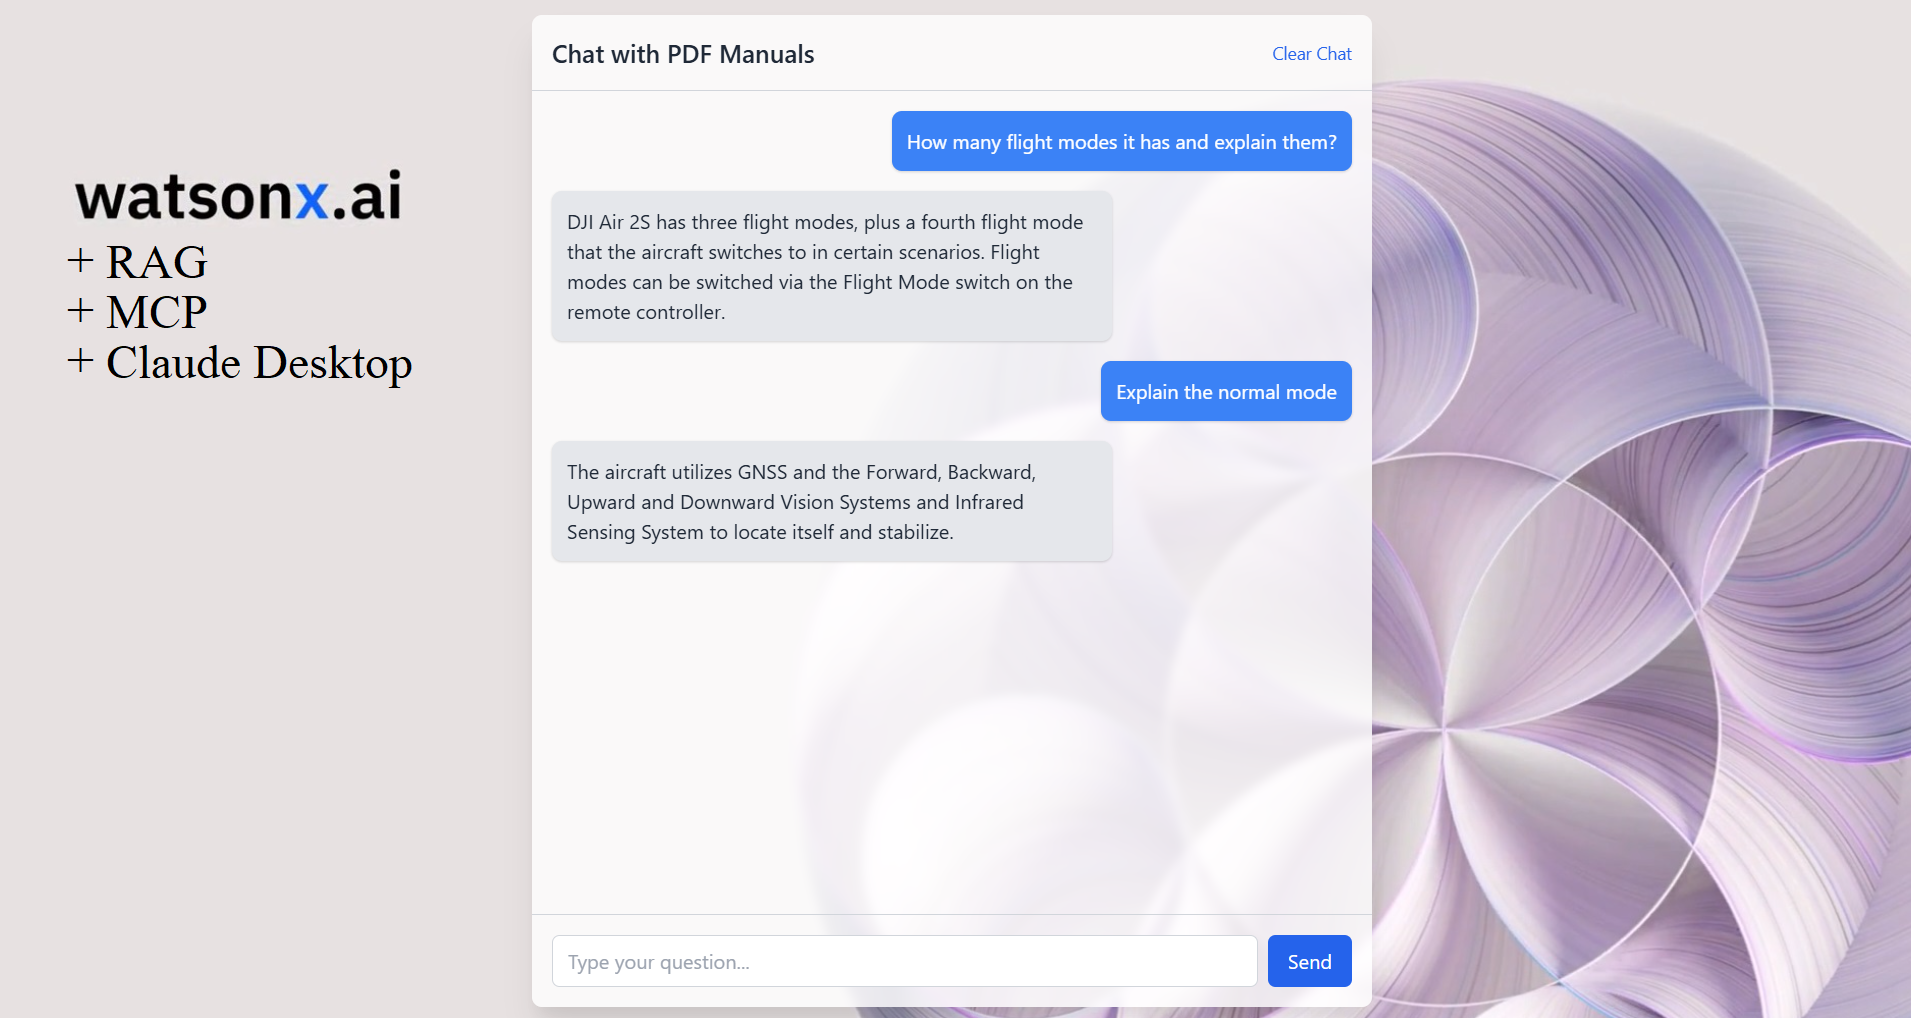 watsonx.ai
+ RAG
+ MCP
+ Claude Desktop
Chat with PDF Manuals
Clear Chat
How many flight modes it has and explain them?
DJI Air 2S has three flight modes, plus a fourth flight mode
that the aircraft switches to in certain scenarios. Flight
modes can be switched via the Flight Mode switch on the
remote controller.
Explain the normal mode
The aircraft utilizes GNSS and the Forward, Backward,
Upward and Downward Vision Systems and Infrared
Sensing System to locate itself and stabilize.
Type your question...
Send